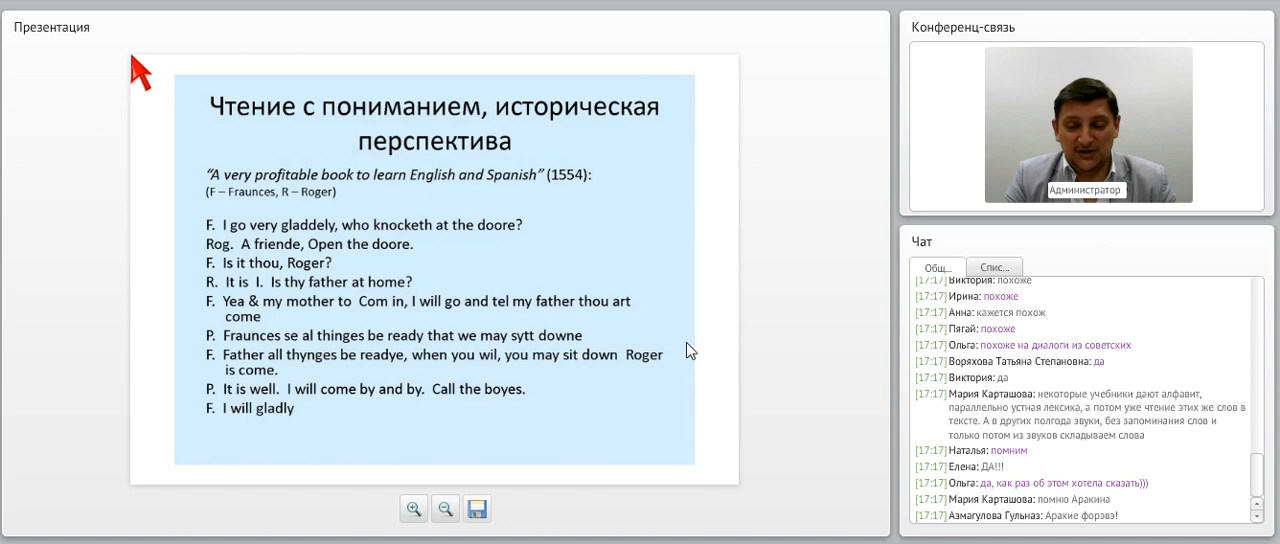 Презентация
Чтение с пониманием, историческая
перспектива
“A very profitable book to learn English and Spanish” (1554):
(F – Fraunces, R – Roger)
F. I go very gladdely, who knocketh at the doore?
Rog. A friende, Open the doore.
F. Is it thou, Roger?
R. It is I. Is thy father at home?
F. Yea & my mother to Com in, I will go and tel my father thou art
come
P. Fraunces se al thinges be ready that we may sytt downe
F. Father all thynges be readye, when you wil, you may sit down Roger
is come.
P. It is well. I will come by and by. Call the boyes.
F. I will gladly
Конференц-связь
Администратор
Чат
Общ...
Спис...
[17:17] Виктория: похоже
[17:17] Ирина: похоже
[17:17] Анна: кажется похож
[17:17] Пягай: похоже
[17:17] Ольга: похоже на диалоги из советских
[17:17] Воряхова Татьяна Степановна: да
[17:17] Виктория: да
[17:17] Мария Карташова: некоторые учебники дают алфавит,
параллельно устная лексика, а потом уже чтение этих же слов в
тексте. А в других полгода звуки, без запоминания слов и
только потом из звуков складываем слова
[17:17] Наталья: помним
[17:17] Елена: ДА!!!
[17:17] Ольга: да, как раз об этом хотела сказать)))
[17:17] Мария Карташова: помню Аракина
[17:17] Азмагулова Гульназ: Аракие форэвэ!